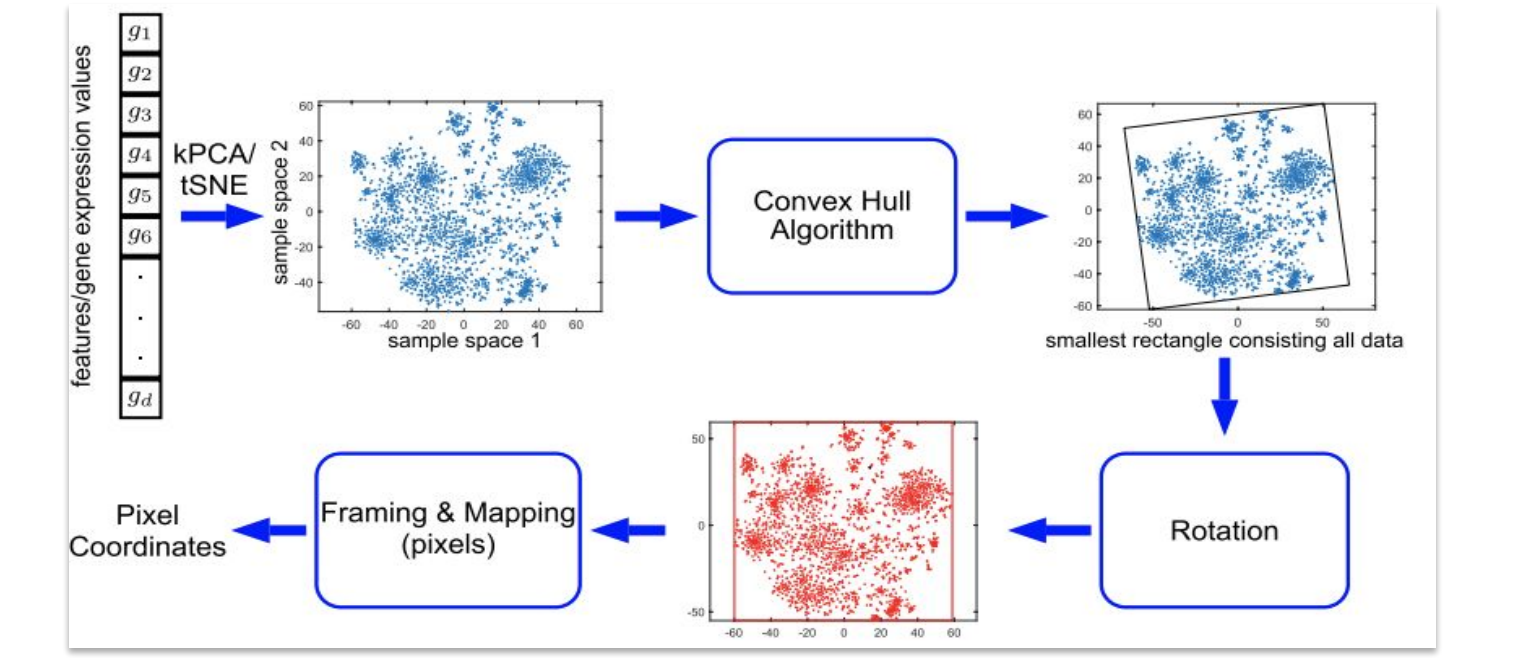 features/gene expression values
g1
g2
g3
g4
g5
g6
.
.
.
gd
kPCA/
tSNE
sample space 2
60
40
20
0
-20
-40
-60 -40 -20 0 20 40 60
sample space 1
Convex Hull
Algorithm
60
40
20
0
-20
-40
-60
-50 0 50
smallest rectangle consisting all data
Rotation
50
0
-50
-60 -40 -20 0 20 40 60
Framing & Mapping
(pixels)
Pixel
Coordinates